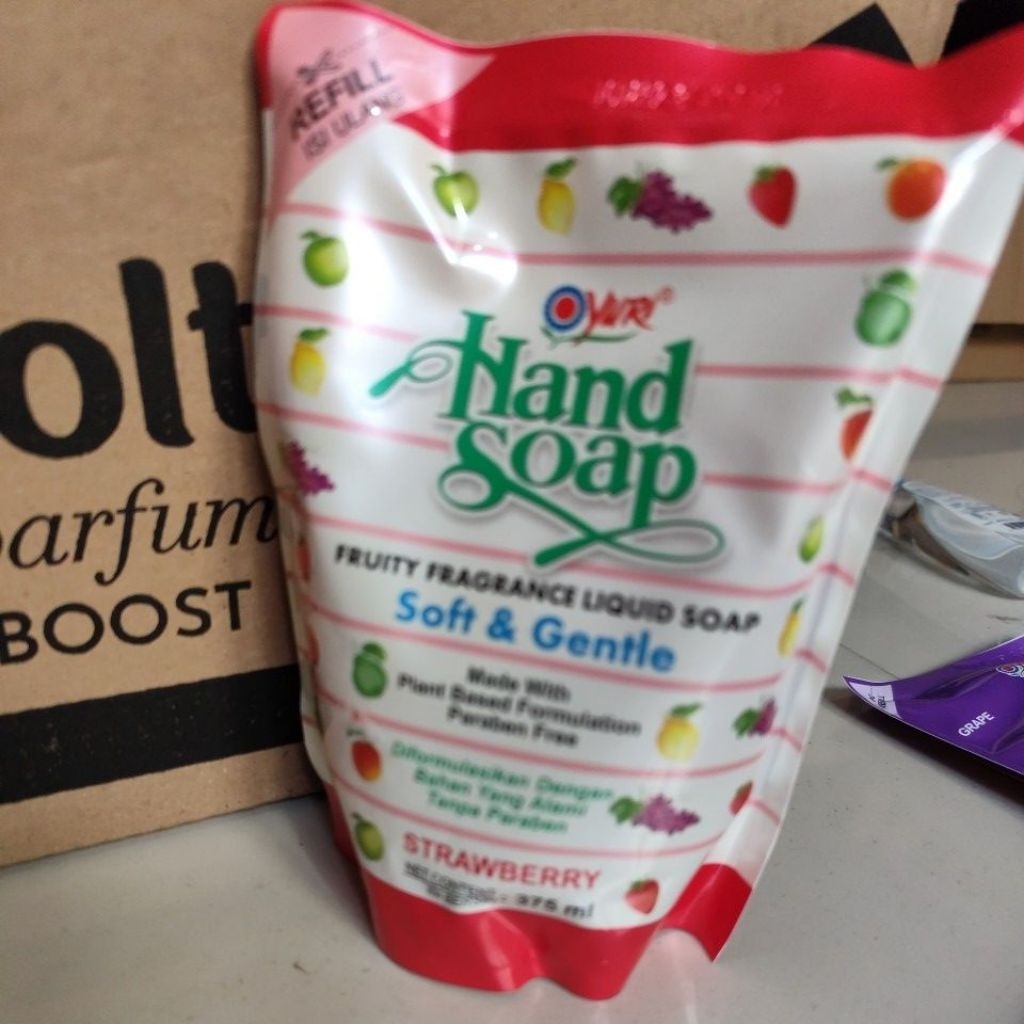 REFILL
ISI ULANG
YURI®
Hand
Soap
FRUITY FRAGRANCE LIQUID SOAP
Soft & Gentle
Made With
Plant Based Formulation
Paraben Free
Diformulasikan Dengan
Bahan Yang Alami
Tanpa Paraben
STRAWBERRY
375 ml
olt
arfum
BOOST
GRAPE